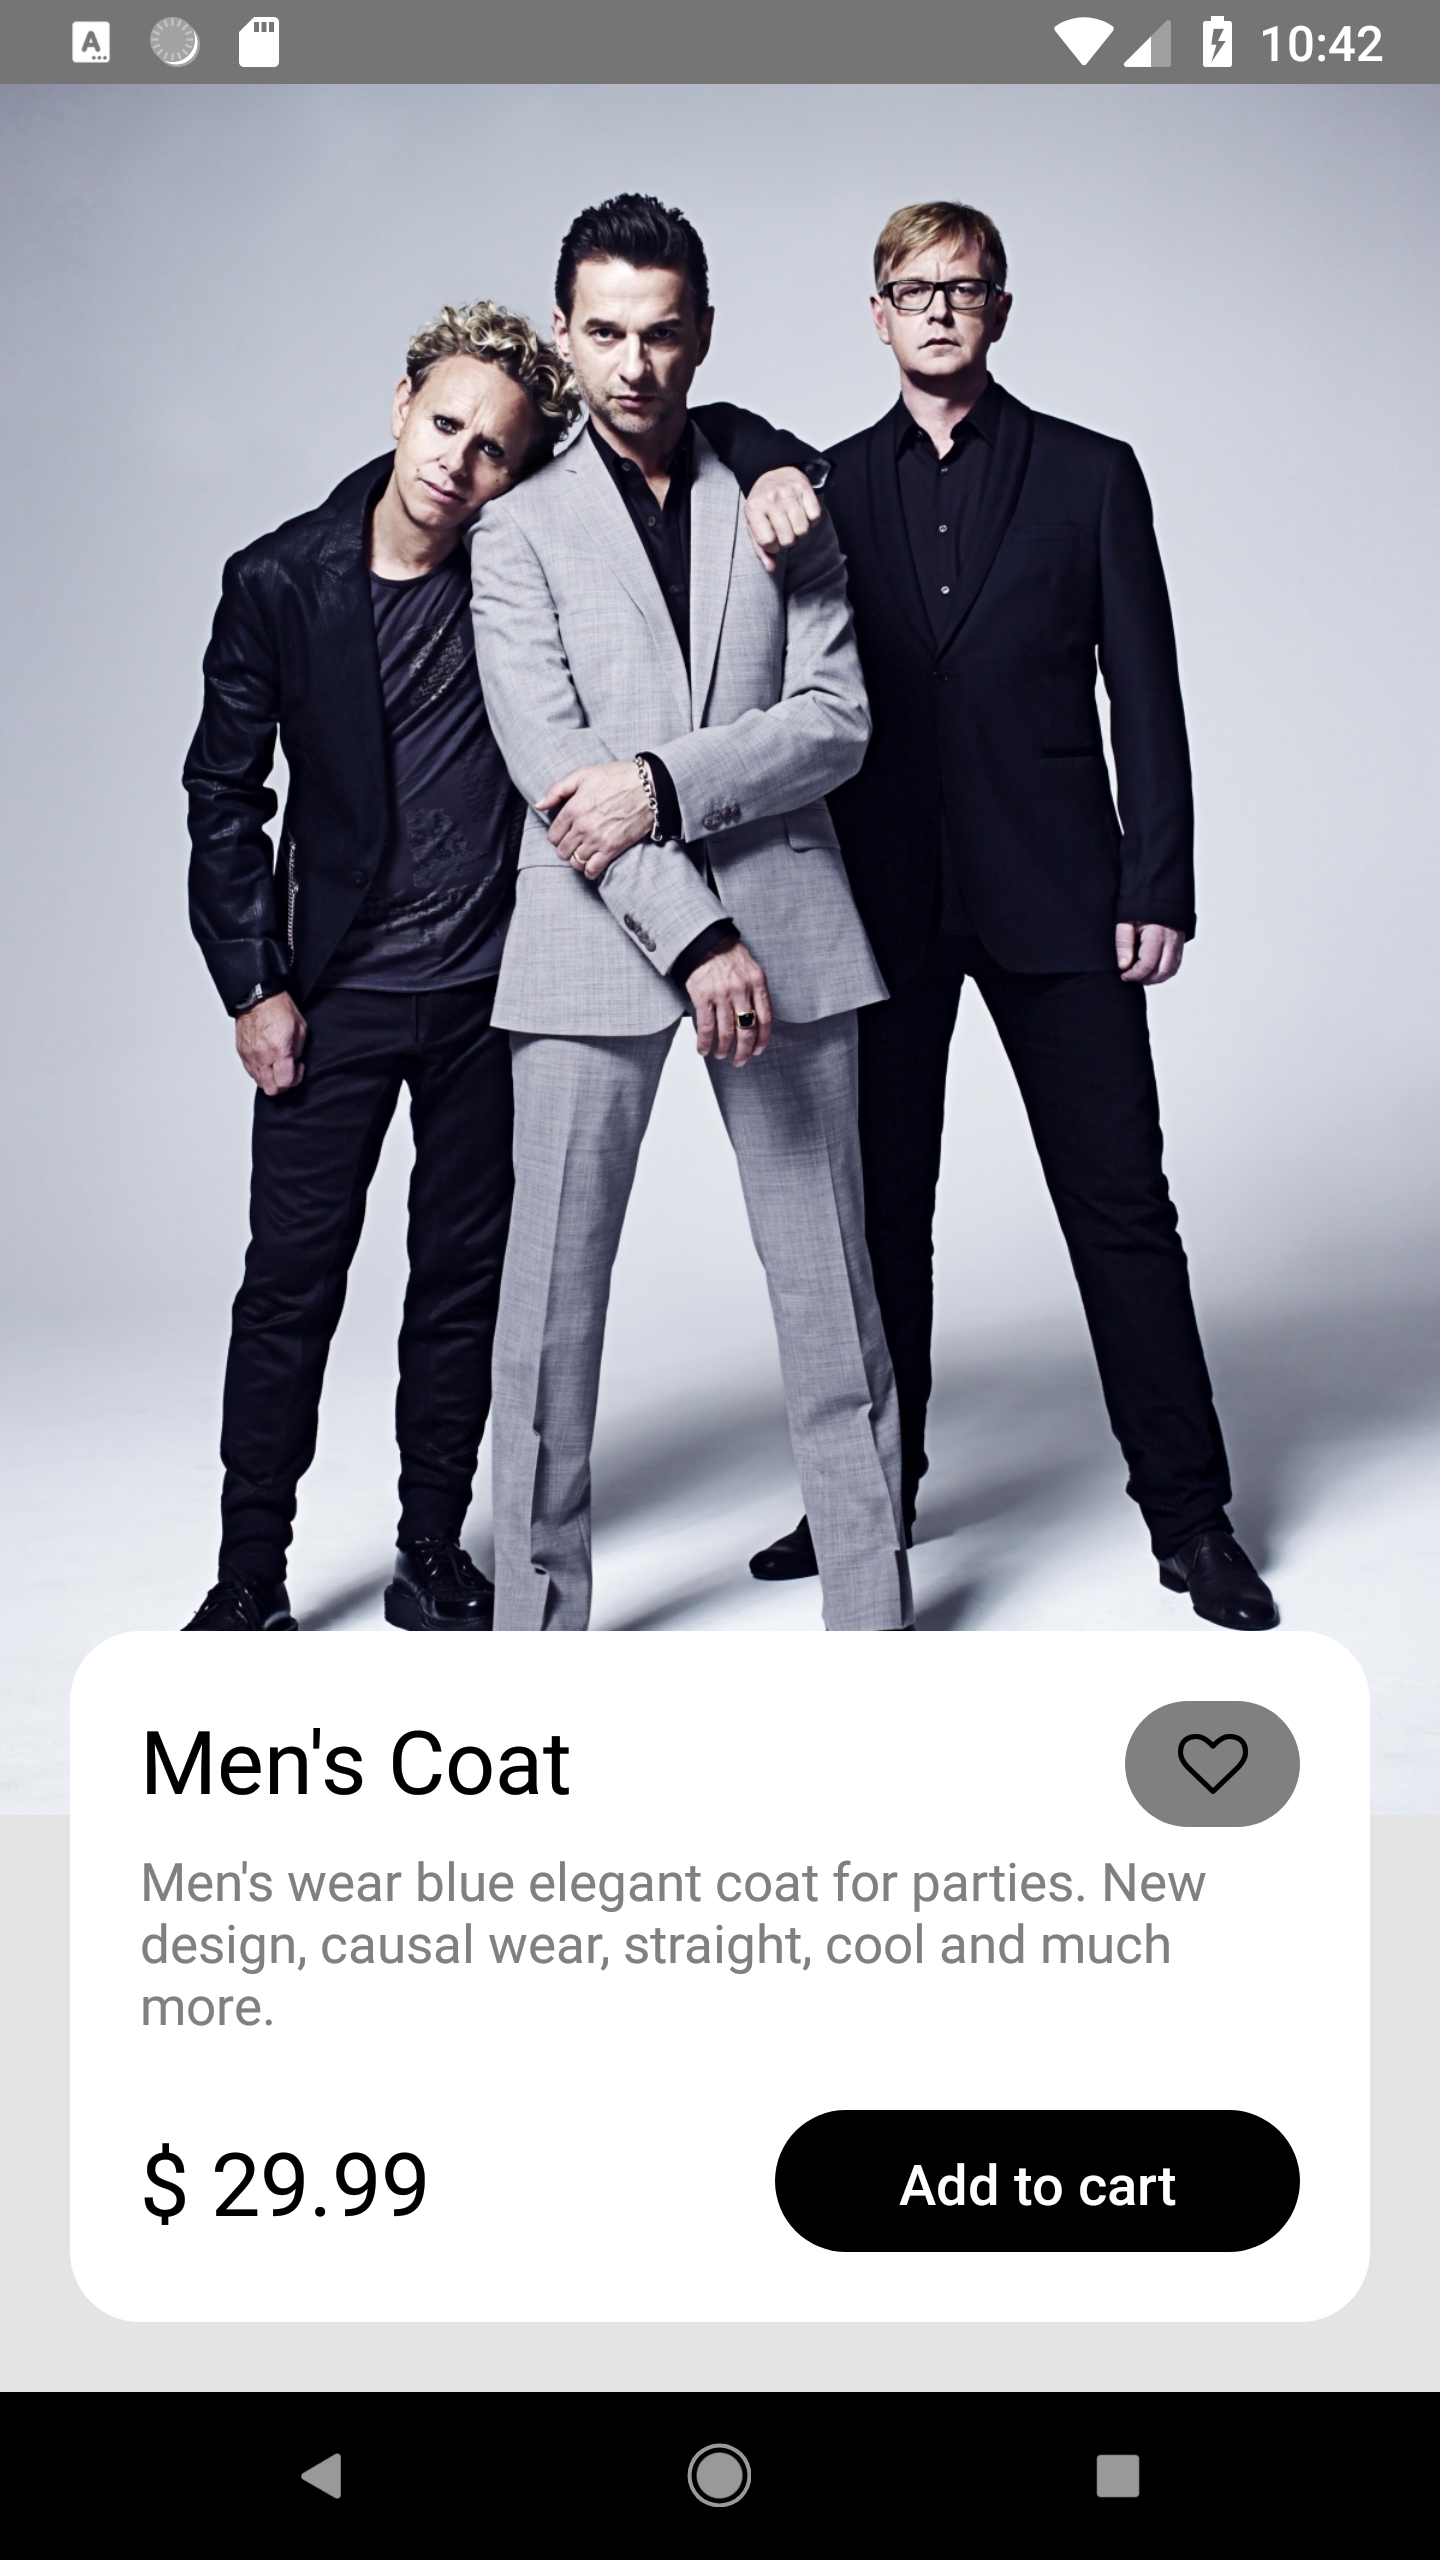 10:42
Men's Coat
Men's wear blue elegant coat for parties. New
design, causal wear, straight, cool and much
more.
$ 29.99
Add to cart